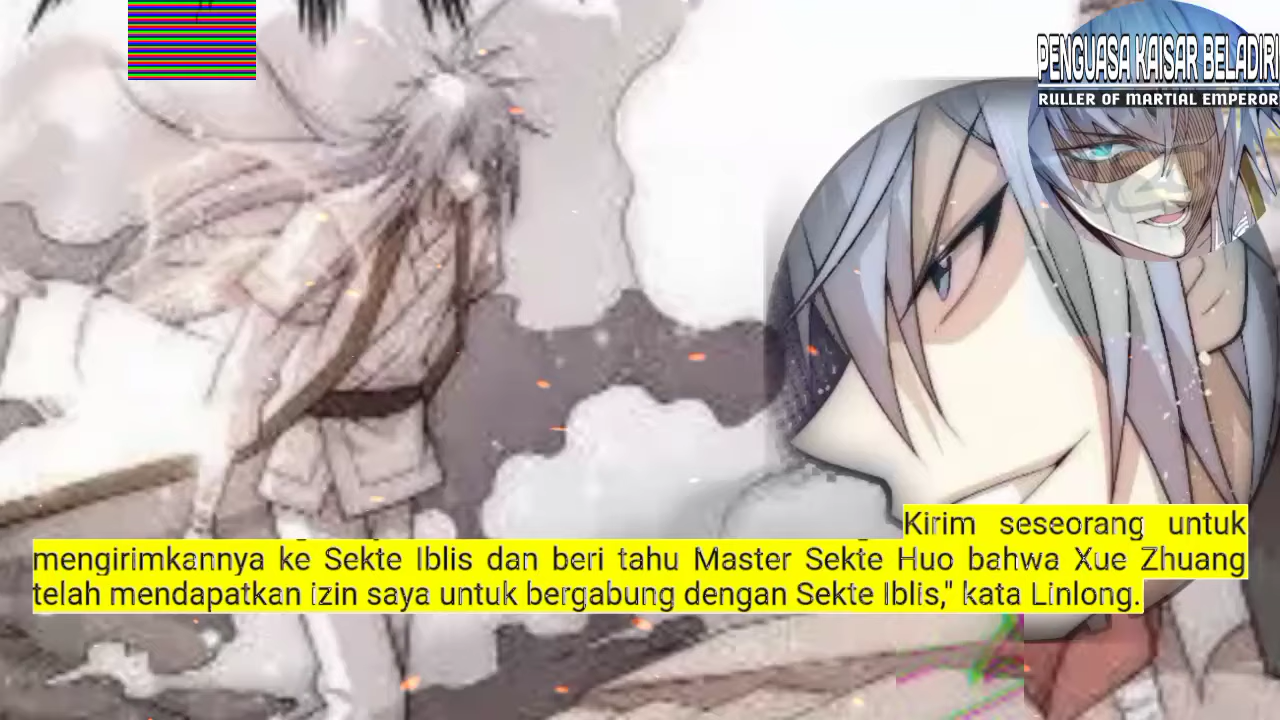 PENGUASA KAISAR BELADIRI
RULLER OF MARTIAL EMPEROR
Kirim seseorang untuk
mengirimkannya ke Sekte Iblis dan beri tahu Master Sekte Huo bahwa Xue Zhuang
telah mendapatkan izin saya untuk bergabung dengan Sekte Iblis," kata Linlong.